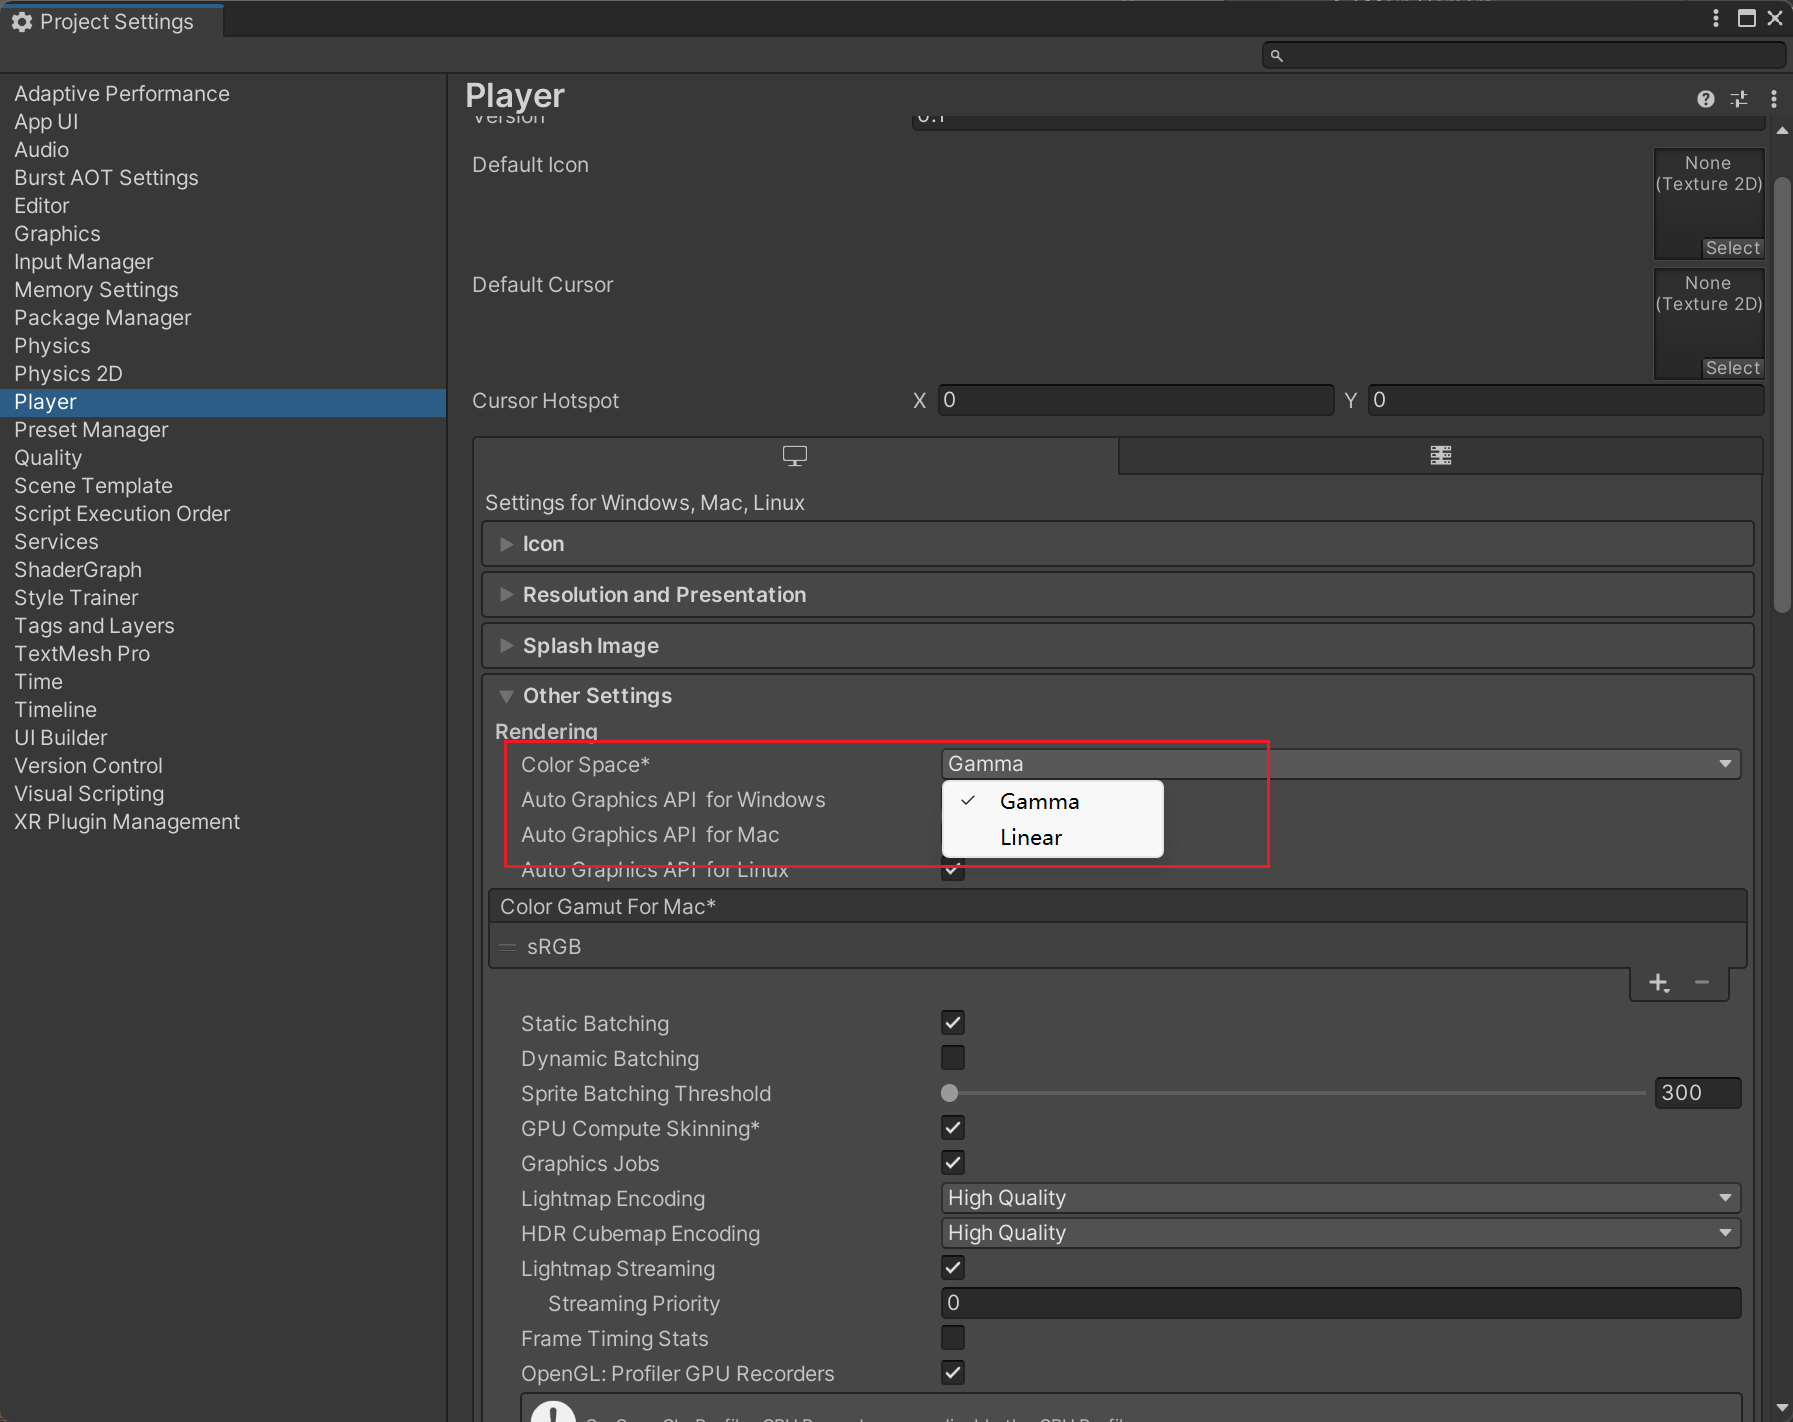 Project Settings
Adaptive Performance
App UI
Audio
Burst AOT Settings
Editor
Graphics
Input Manager
Memory Settings
Package Manager
Physics
Physics 2D
Player
Preset Manager
Quality
Scene Template
Script Execution Order
Services
ShaderGraph
Style Trainer
Tags and Layers
TextMesh Pro
Time
Timeline
UI Builder
Version Control
Visual Scripting
XR Plugin Management
Player
Version 0.1
Default Icon
None
(Texture 2D)
Select
Default Cursor
None
(Texture 2D)
Select
Cursor Hotspot X 0 Y 0
Settings for Windows, Mac, Linux
Icon
Resolution and Presentation
Splash Image
Other Settings
Rendering
Color Space* Gamma
Auto Graphics API for Windows
Gamma
Auto Graphics API for Mac
Linear
Auto Graphics API for Linux
Color Gamut For Mac*
sRGB
Static Batching
Dynamic Batching
Sprite Batching Threshold 300
GPU Compute Skinning*
Graphics Jobs
Lightmap Encoding High Quality
HDR Cubemap Encoding High Quality
Lightmap Streaming
Streaming Priority 0
Frame Timing Stats
OpenGL: Profiler GPU Recorders